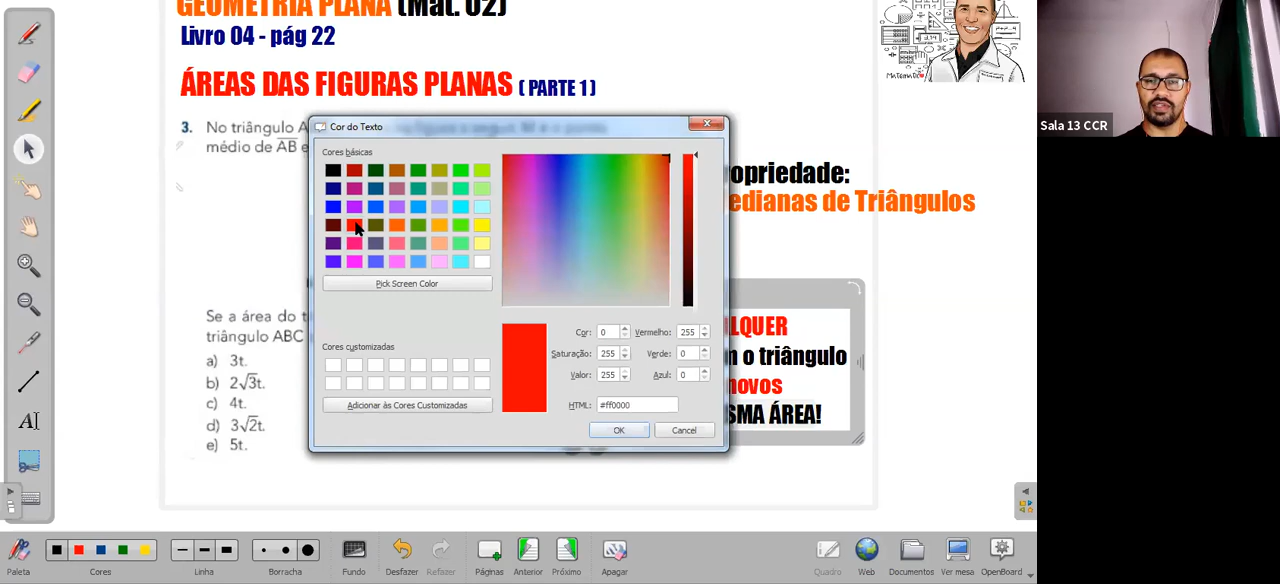 GEOMETRIA PLANA (Mat. 02)
Livro 04 - pág 22
ÁREAS DAS FIGURAS PLANAS ( PARTE 1 )
MATEMA
Sala 13 CCR
3. No triângulo A
médio de AB e
Cor do Texto
Cores básicas
Pick Screen Color
Cores customizadas
Adicionar às Cores Customizadas
Cor: 0 Vermelho: 255
Saturação: 255 Verde: 0
Valor: 255 Azul: 0
HTML: #ff0000
OK Cancel
ropriedade:
edianas de Triângulos
Se a área do t
triângulo ABC
a) 3t.
b) 2√3t.
c) 4t.
d) 3√2t.
e) 5t.
LQUER
m o triângulo
novos
SMA ÁREA!
Paleta Cores Linha Borracha Fundo Desfazer Refazer Páginas Anterior Próximo Apagar Quadro Web Documentos Ver mesa OpenBoard